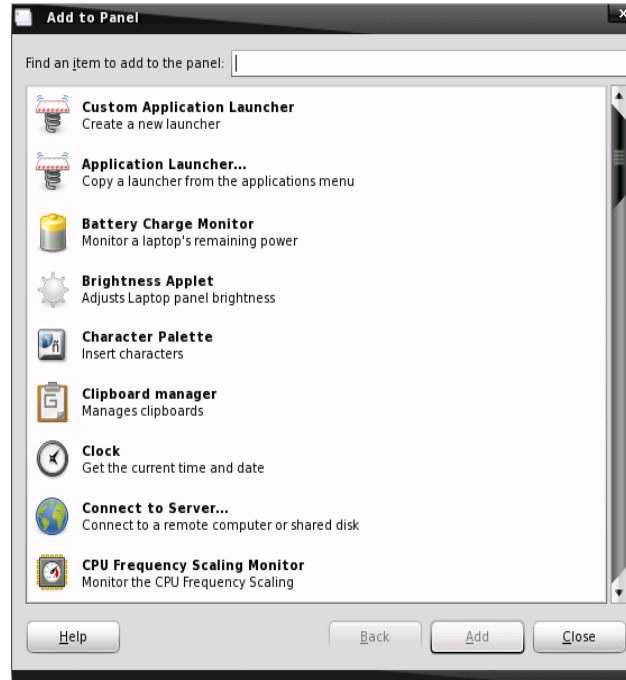 Add to Panel
Find an item to add to the panel:
Custom Application Launcher
Create a new launcher
Application Launcher...
Copy a launcher from the applications menu
Battery Charge Monitor
Monitor a laptop's remaining power
Brightness Applet
Adjusts Laptop panel brightness
Character Palette
Insert characters
Clipboard manager
Manages clipboards
Clock
Get the current time and date
Connect to Server...
Connect to a remote computer or shared disk
CPU Frequency Scaling Monitor
Monitor the CPU Frequency Scaling
Help Back Add Close